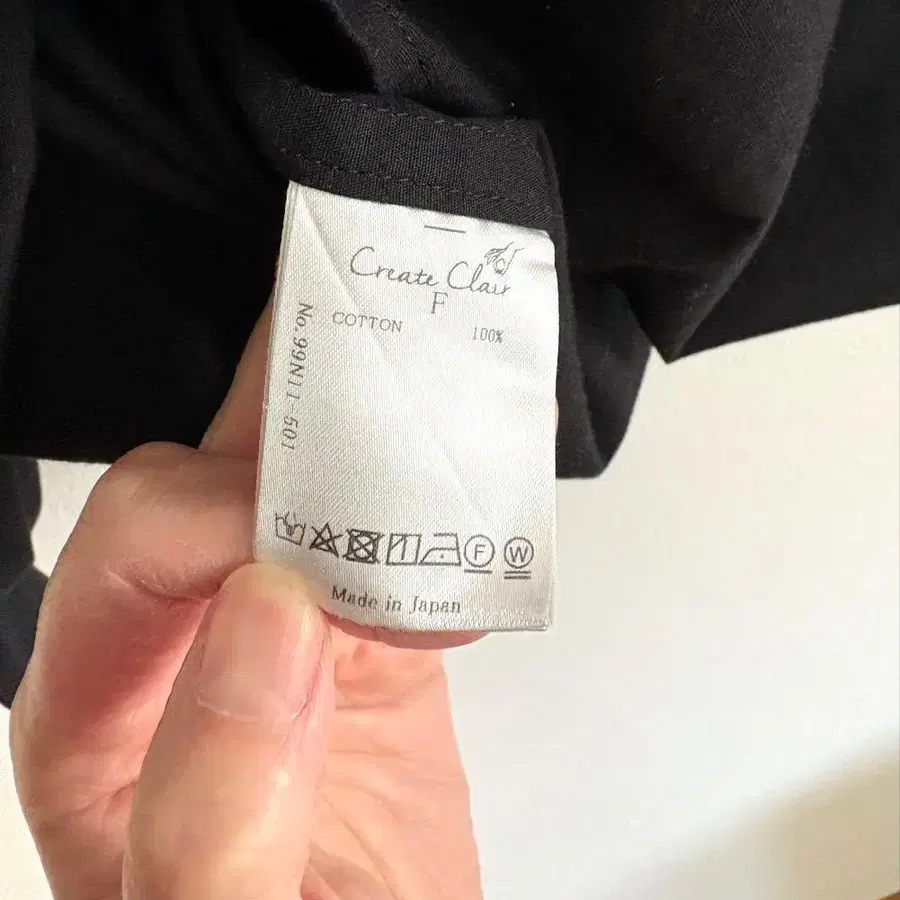 Create Clair
F
COTTON 100%
No.99N11-501
F W
Made in Japan